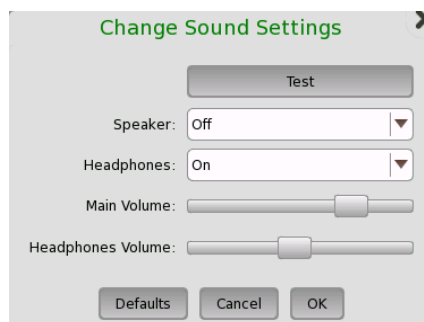 Change Sound Settings
Test
Speaker: Off
Headphones: On
Main Volume:
Headphones Volume:
Defaults Cancel OK